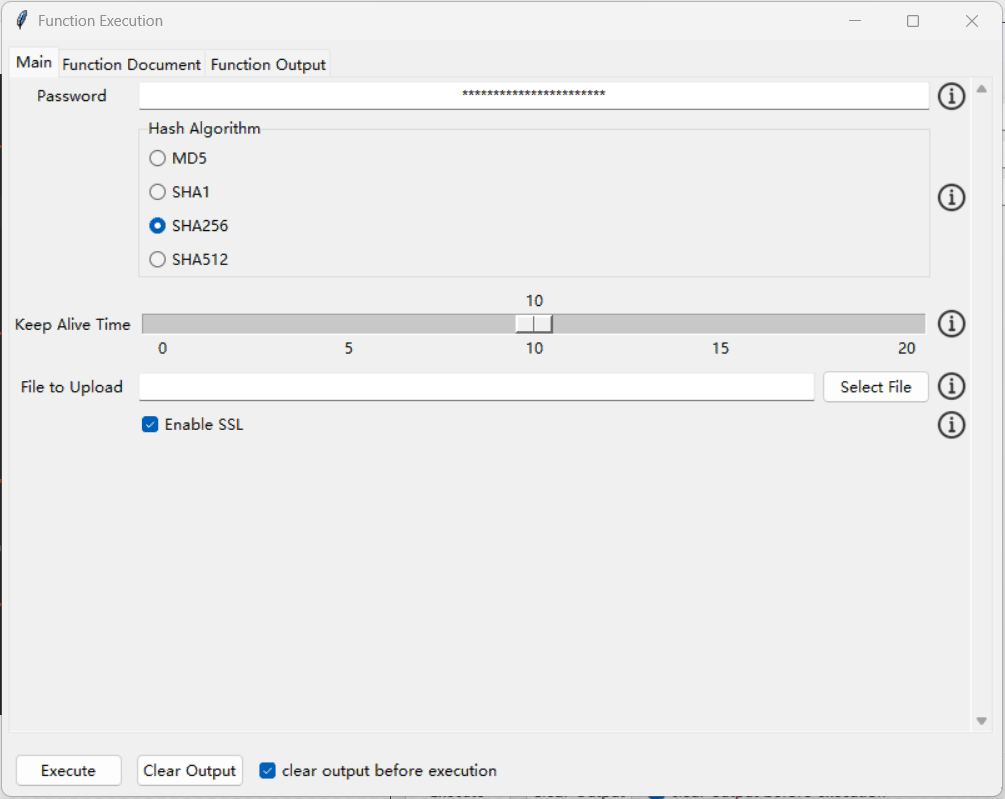 Function Execution
Main Function Document Function Output
Password ***********************
Hash Algorithm
MD5
SHA1
SHA256
SHA512
10
Keep Alive Time
0 5 10 15 20
File to Upload Select File
Enable SSL
Execute Clear Output clear output before execution